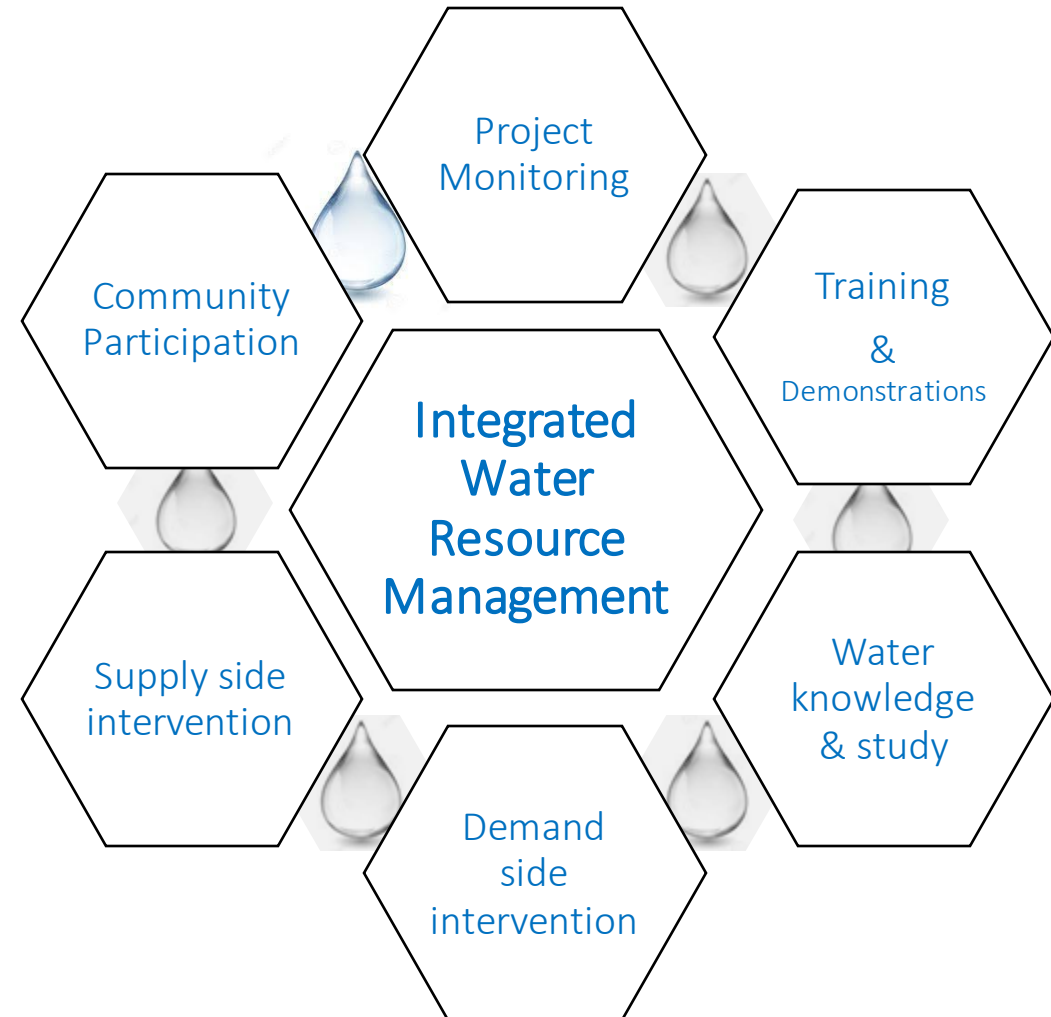 Project
Monitoring
Community
Participation
Training
&
Demonstrations
Integrated
Water
Resource
Management
Supply side
intervention
Water
knowledge
& study
Demand
side
intervention